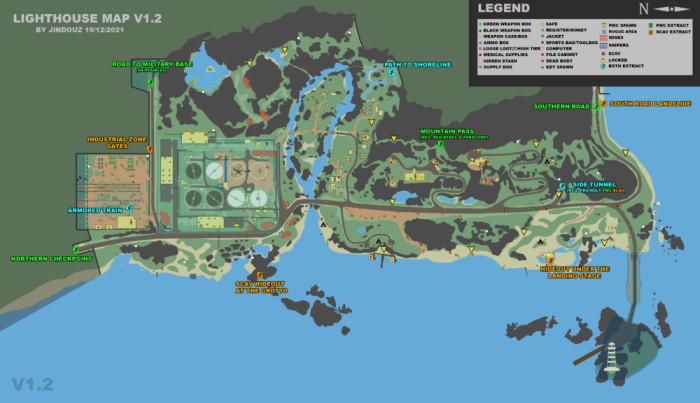 LIGHTHOUSE MAP V1.2
BY JINDOUZ 19/12/2021
LEGEND
N
GREEN WEAPON BOX
BLACK WEAPON BOX
WEAPON CASE/BOX
AMMO BOX
LOOSE LOOT/HIGH TIER
MEDICAL SUPPLIES
HIDDEN STASH
SUPPLY BOX
SAFE
REGISTER/MONEY
JACKET
SPORTS BAG/TOOLBOX
COMPUTER
FILE CABINET
DEAD BODY
KEY SPAWN
PMC SPAWN
ROGUE AREA
MINES
SNIPERS
SCAV
LOCKED
BOTH EXTRACT
PMC EXTRACT
SCAV EXTRACT
ROAD TO MILITARY BASE
PATH TO SHORELINE
SOUTHERN ROAD
SOUTH ROAD LANDSLIDE
INDUSTRIAL ZONE
GATES
MOUNTAIN PASS
SIDE TUNNEL
ARMORED TRAIN
NORTHERN CHECKPOINT
SCAV HIDEOUT
AT THE GROTTO
HIDEOUT UNDER THE
LANDING STAGE
V1.2